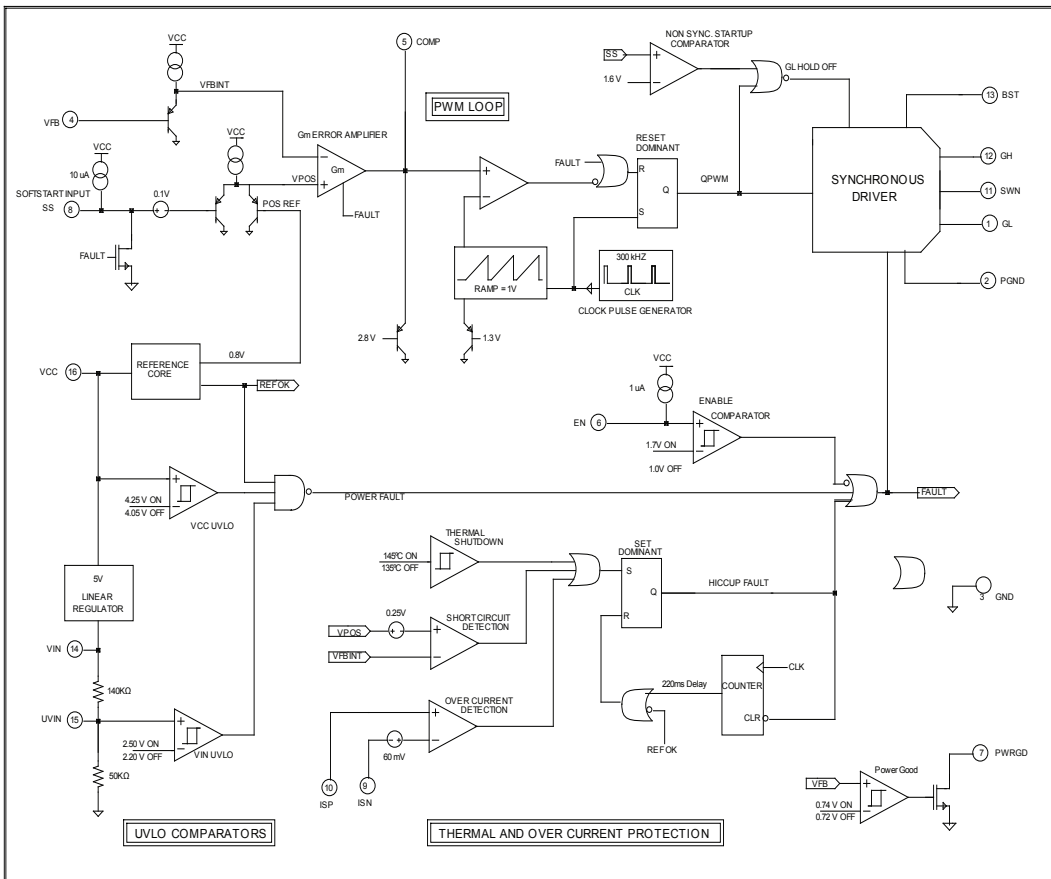 VCC
VFBINT
VFB
4
VCC
10 uA
SOFTSTART INPUT
SS
8
0.1V
FAULT
VCC
VPOS
POS REF
Gm ERROR AMPLIFIER
−
+
Gm
FAULT
5
COMP
PWM LOOP
+
−
2.8 V
RAMP = 1V
1.3 V
FAULT
RESET
DOMINANT
R
S
Q
QPWM
300 kHZ
CLK
CLOCK PULSE GENERATOR
NON SYNC. STARTUP
COMPARATOR
SS
1.6 V
+
−
GL HOLD OFF
SYNCHRONOUS
DRIVER
13 BST
12 GH
11 SWN
1 GL
2 PGND
VCC
16
REFERENCE
CORE
0.8V
REFOK
4.25 V ON
4.05 V OFF
+
−
VCC UVLO
5V
LINEAR
REGULATOR
VIN
14
140KΩ
UVIN
15
50KΩ
2.50 V ON
2.20 V OFF
+
−
VIN UVLO
UVLO COMPARATORS
POWER FAULT
VCC
1 uA
EN
6
ENABLE
COMPARATOR
1.7V ON
1.0V OFF
+
−
FAULT
THERMAL
SHUTDOWN
145ºC ON
135ºC OFF
VPOS
0.25V
VFBINT
SHORT CIRCUIT
DETECTION
+
−
OVER CURRENT
DETECTION
+
−
60 mV
10
ISP
9
ISN
SET
DOMINANT
S
R
Q
HICCUP FAULT
220ms Delay
COUNTER
CLK
CLR
REFOK
3
GND
VFB
Power Good
0.74 V ON
0.72 V OFF
+
−
7 PWRGD
THERMAL AND OVER CURRENT PROTECTION